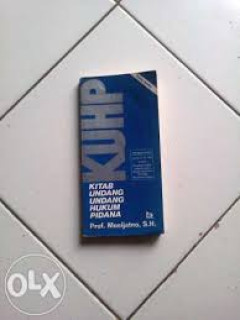 KUHP
KITAB
UNDANG
UNDANG
HUKUM
PIDANA
Prof. Moeljatno, S.H.
OLX